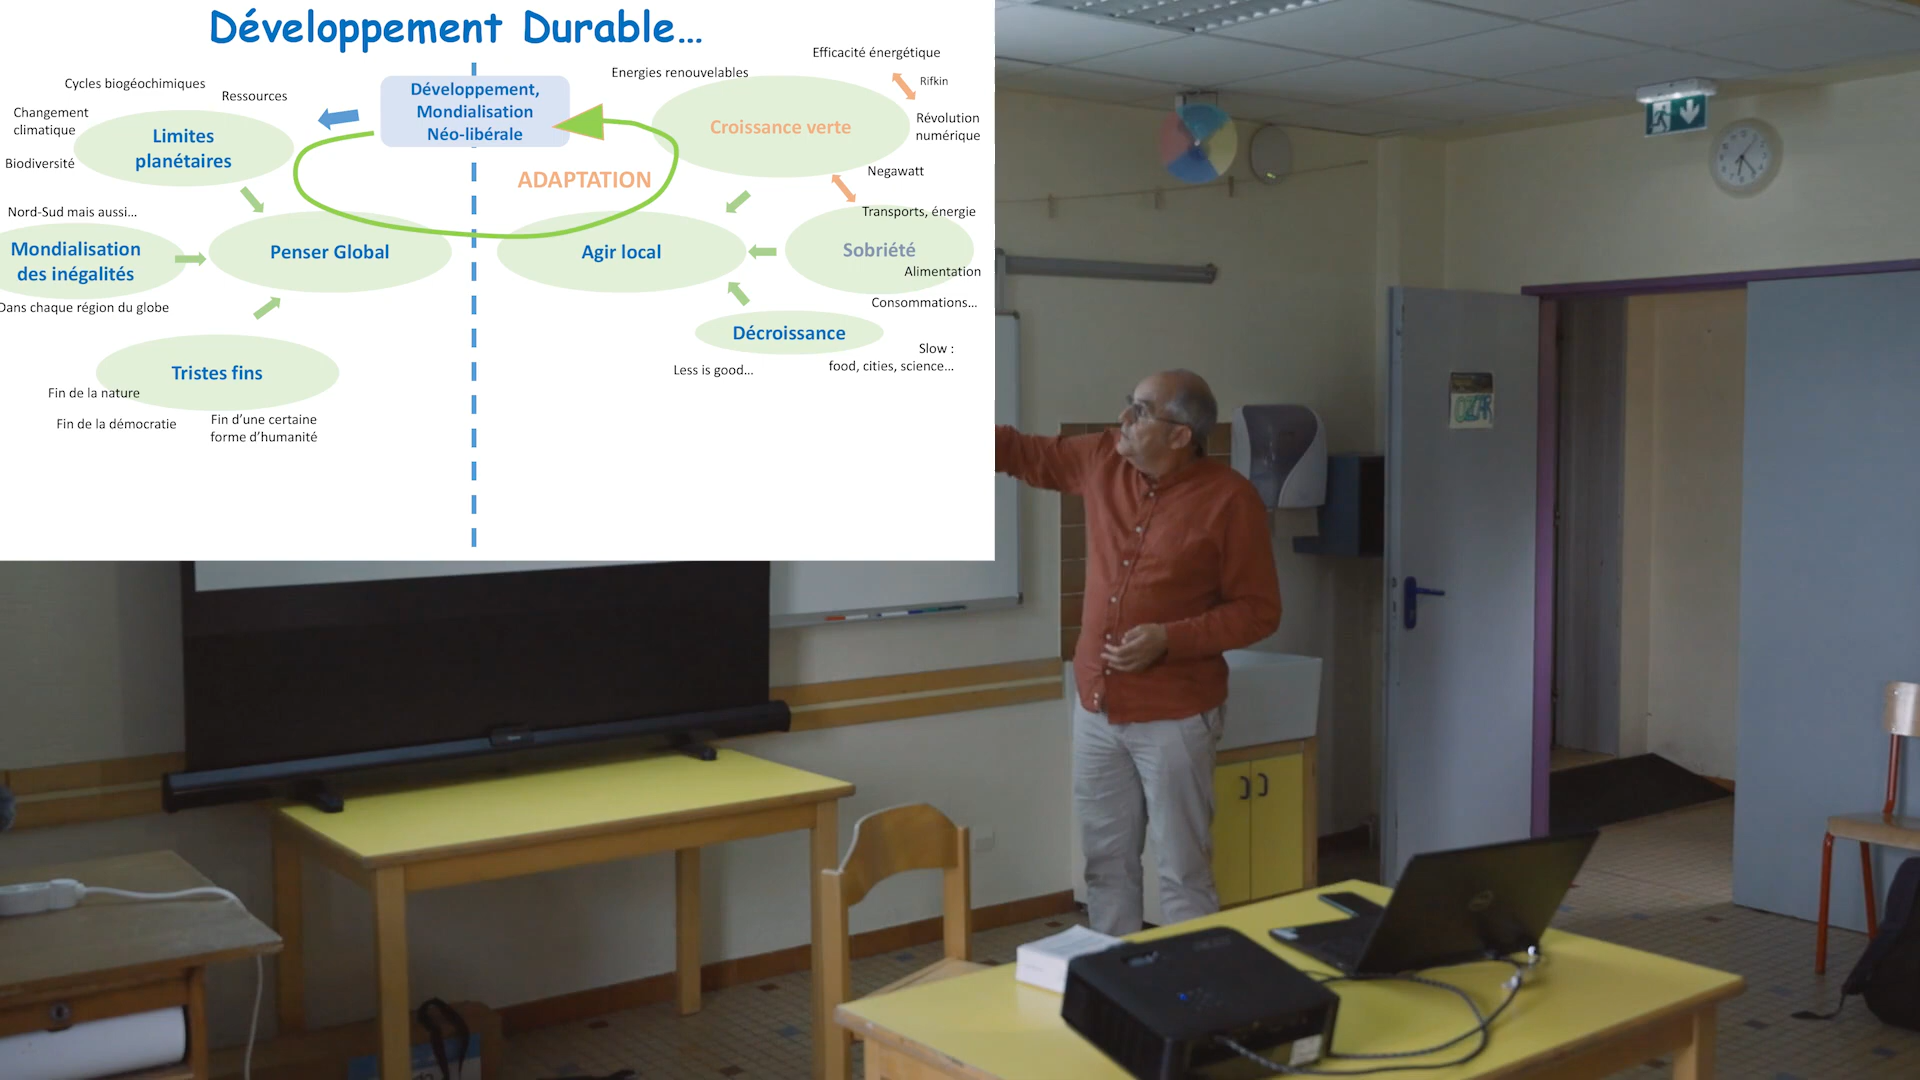 Développement Durable...
Efficacité énergétique
Energies renouvelables
Rifkin
Cycles biogéochimiques
Ressources
Développement,
Mondialisation
Néo-libérale
Changement
climatique
Limites
planétaires
Croissance verte
Révolution
numérique
Biodiversité
Negawatt
ADAPTATION
Nord-Sud mais aussi...
Transports, énergie
Mondialisation
des inégalités
Penser Global
Agir local
Sobriété
Alimentation
Dans chaque région du globe
Consommations...
Décroissance
Slow :
food, cities, science...
Less is good...
Tristes fins
Fin de la nature
Fin de la démocratie
Fin d'une certaine
forme d'humanité